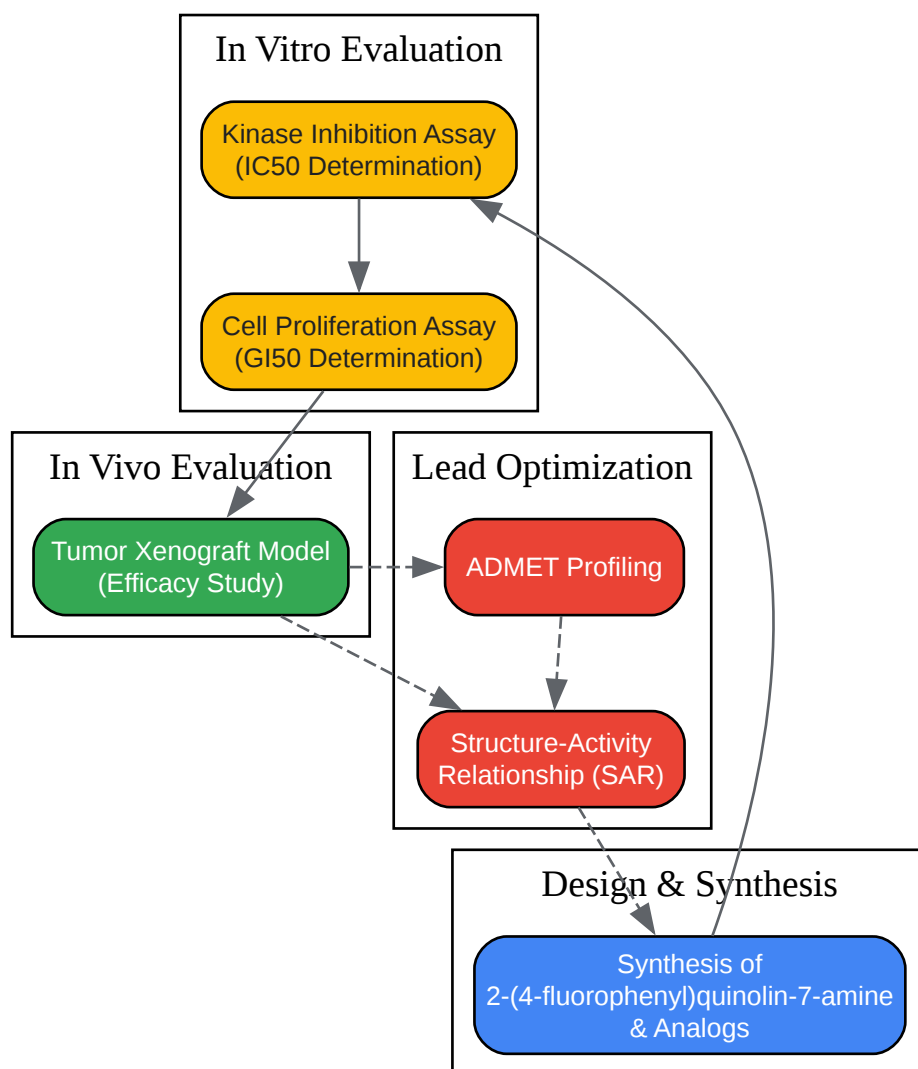 In Vitro Evaluation
Kinase Inhibition Assay
(IC50 Determination)
Cell Proliferation Assay
(GI50 Determination)
In Vivo Evaluation
Tumor Xenograft Model
(Efficacy Study)
Lead Optimization
ADMET Profiling
Structure-Activity
Relationship (SAR)
Design & Synthesis
Synthesis of
2-(4-fluorophenyl)quinolin-7-amine
& Analogs